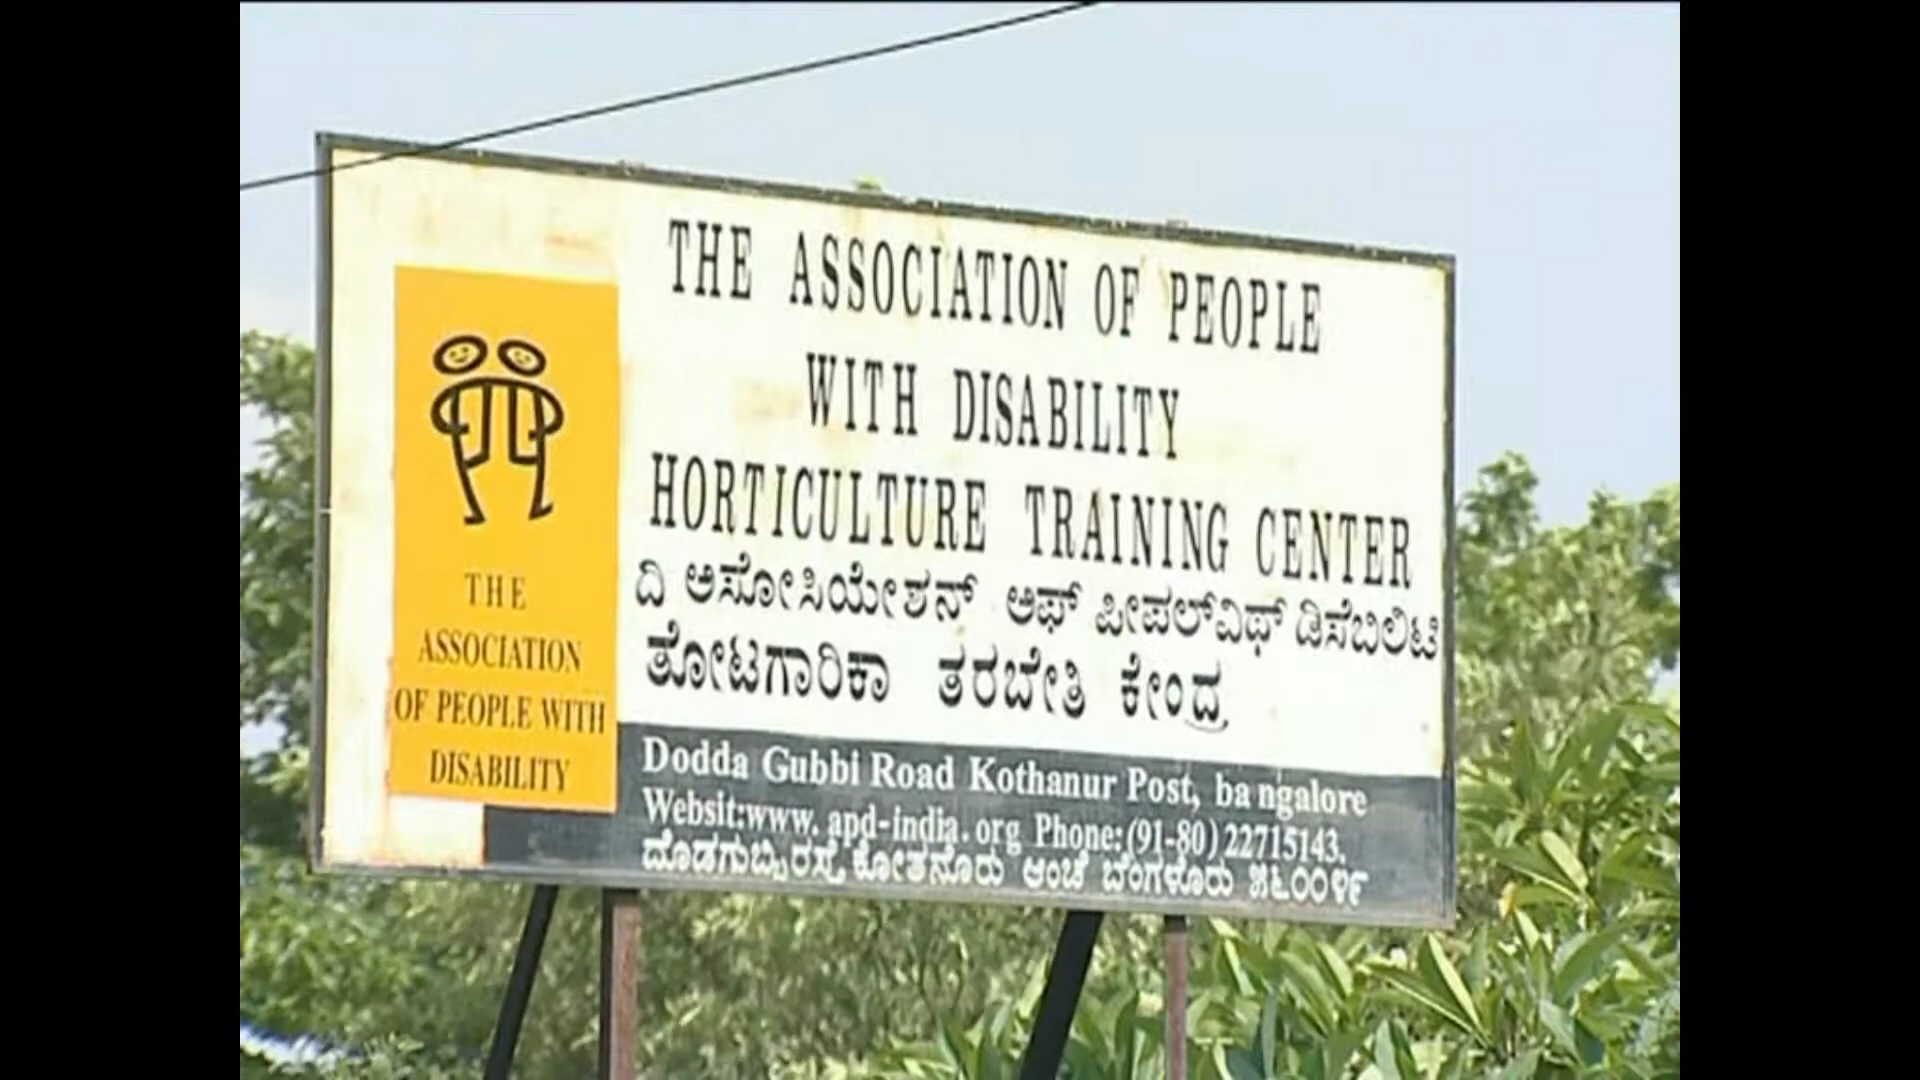 THE ASSOCIATION OF PEOPLE
WITH DISABILITY
HORTICULTURE TRAINING CENTER
ದಿ ಅಸೋಸಿಯೇಶನ್ ಆಫ್ ಪೀಪಲ್‌ವಿಥ್ ಡಿಸೆಬಿಲಿಟಿ
ತೋಟಗಾರಿಕಾ ತರಬೇತಿ ಕೇಂದ್ರ
THE
ASSOCIATION
OF PEOPLE WITH
DISABILITY
Dodda Gubbi Road Kothanur Post, bangalore
Websit:www. apd-india. org Phone: (91-80) 22715143.
ದೊಡಗುಬ್ಬಿರಸ್ತೆ ಕೋತನೂರು ಅಂಚೆ ಬೆಂಗಳೂರು ೫೬೦೦೪೯